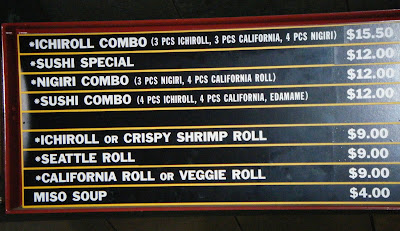 •ICHIROLL COMBO (3 PCS ICHIROLL, 3 PCS CALIFORNIA, 4 PCS NIGIRI) $15.50
•SUSHI SPECIAL $12.00
•NIGIRI COMBO (3 PCS NIGIRI, 4 PCS CALIFORNIA ROLL) $12.00
•SUSHI COMBO (4 PCS ICHIROLL, 4 PCS CALIFORNIA, EDAMAME) $12.00
•ICHIROLL OR CRISPY SHRIMP ROLL $9.00
•SEATTLE ROLL $9.00
•CALIFORNIA ROLL OR VEGGIE ROLL $9.00
MISO SOUP $4.00